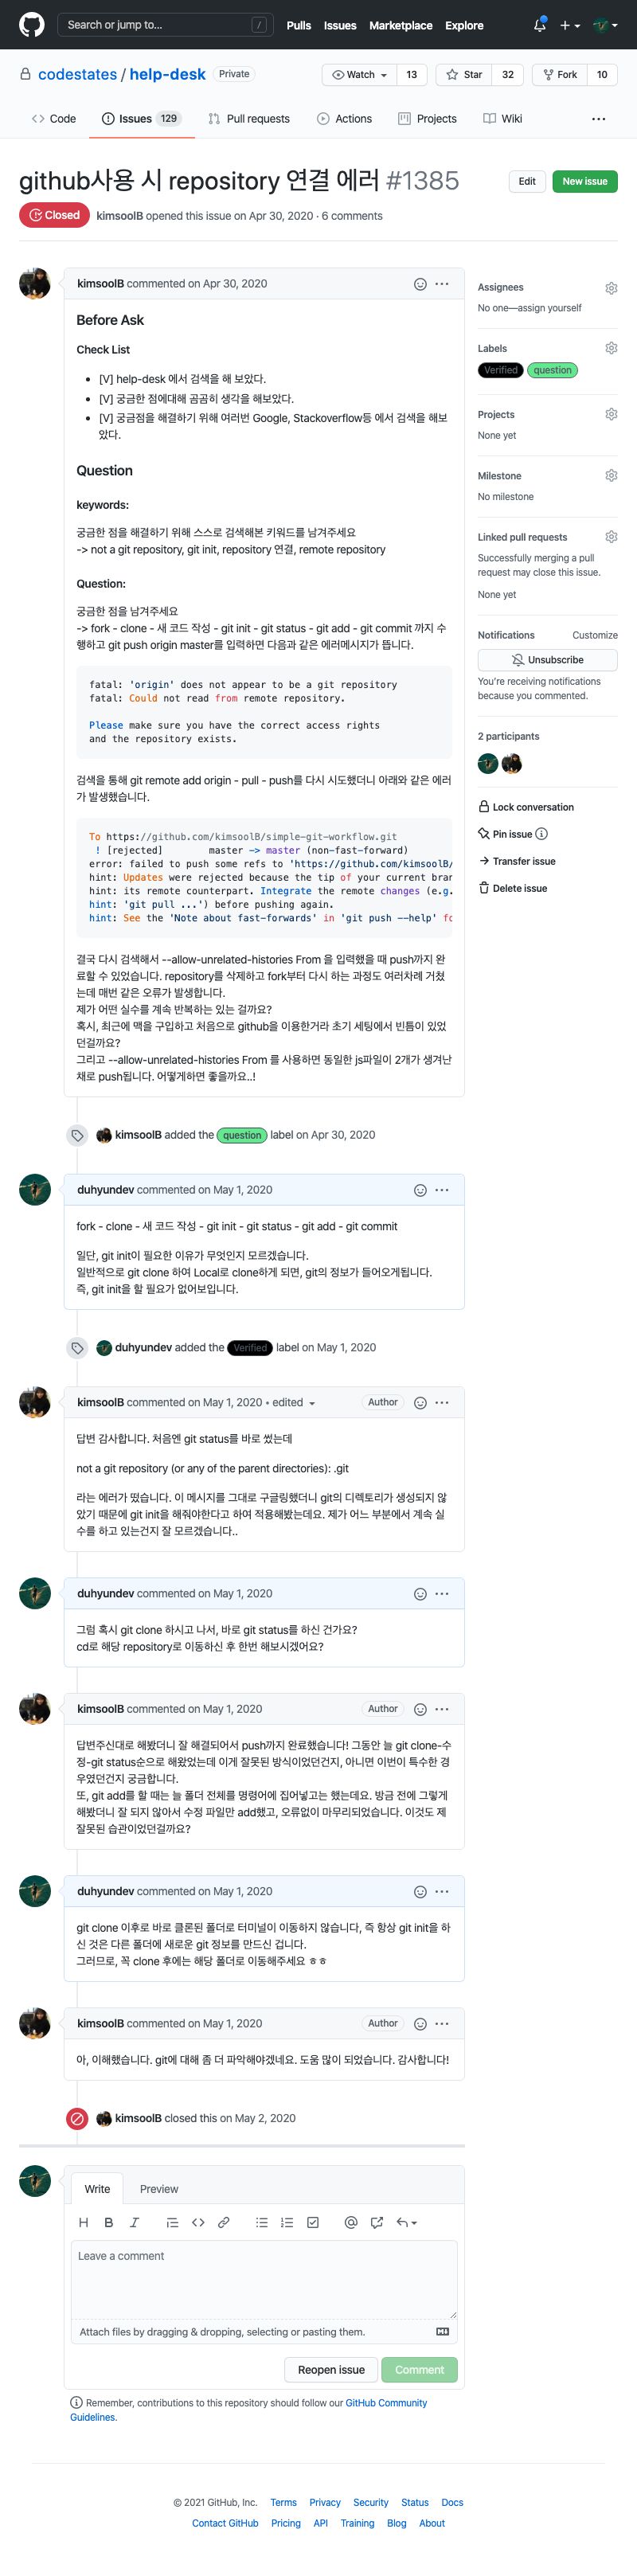 Search or jump to... /
Pulls Issues Marketplace Explore
codestates / help-desk Private
Watch 13 Star 32 Fork 10
Code Issues 129 Pull requests Actions Projects Wiki
github사용 시 repository 연결 에러 #1385
Edit New issue
Closed kimsoolB opened this issue on Apr 30, 2020 · 6 comments
kimsoolB commented on Apr 30, 2020
Before Ask
Check List
[V] help-desk 에서 검색을 해 보았다.
[V] 궁금한 점에대해 곰곰히 생각을 해보았다.
[V] 궁금점을 해결하기 위해 여러번 Google, Stackoverflow등 에서 검색을 해보
았다.
Question
keywords:
궁금한 점을 해결하기 위해 스스로 검색해본 키워드를 남겨주세요
-> not a git repository, git init, repository 연결, remote repository
Question:
궁금한 점을 남겨주세요
-> fork - clone - 새 코드 작성 - git init - git status - git add - git commit 까지 수
행하고 git push origin master를 입력하면 다음과 같은 에러메시지가 뜹니다.
fatal: 'origin' does not appear to be a git repository
fatal: Could not read from remote repository.
Please make sure you have the correct access rights
and the repository exists.
검색을 통해 git remote add origin - pull - push를 다시 시도했더니 아래와 같은 에러
가 발생했습니다.
To https://github.com/kimsoolB/simple-git-workflow.git
! [rejected] master -> master (non-fast-forward)
error: failed to push some refs to 'https://github.com/kimsoolB/
hint: Updates were rejected because the tip of your current bran
hint: its remote counterpart. Integrate the remote changes (e.g.
hint: 'git pull ...') before pushing again.
hint: See the 'Note about fast-forwards' in 'git push --help' fo
결국 다시 검색해서 --allow-unrelated-histories From 을 입력했을 때 push까지 완
료할 수 있었습니다. repository를 삭제하고 fork부터 다시 하는 과정도 여러차례 거쳤
는데 매번 같은 오류가 발생합니다.
제가 어떤 실수를 계속 반복하는 있는 걸까요?
혹시, 최근에 맥을 구입하고 처음으로 github을 이용한거라 초기 세팅에서 빈틈이 있었
던걸까요?
그리고 --allow-unrelated-histories From 를 사용하면 동일한 js파일이 2개가 생겨난
채로 push됩니다. 어떻게하면 좋을까요..!
kimsoolB added the question label on Apr 30, 2020
duhyundev commented on May 1, 2020
fork - clone - 새 코드 작성 - git init - git status - git add - git commit
일단, git init이 필요한 이유가 무엇인지 모르겠습니다.
일반적으로 git clone 하여 Local로 clone하게 되면, git의 정보가 들어오게됩니다.
즉, git init을 할 필요가 없어보입니다.
duhyundev added the Verified label on May 1, 2020
kimsoolB commented on May 1, 2020 • edited Author
답변 감사합니다. 처음엔 git status를 바로 썼는데
not a git repository (or any of the parent directories): .git
라는 에러가 떴습니다. 이 메시지를 그대로 구글링했더니 git의 디렉토리가 생성되지 않
았기 때문에 git init을 해줘야한다고 하여 적용해봤는데요. 제가 어느 부분에서 계속 실
수를 하고 있는건지 잘 모르겠습니다..
duhyundev commented on May 1, 2020
그럼 혹시 git clone 하시고 나서, 바로 git status를 하신 건가요?
cd로 해당 repository로 이동하신 후 한번 해보시겠어요?
kimsoolB commented on May 1, 2020 Author
답변주신대로 해봤더니 잘 해결되어서 push까지 완료했습니다! 그동안 늘 git clone-수
정-git status순으로 해왔었는데 이게 잘못된 방식이었던건지, 아니면 이번이 특수한 경
우였던건지 궁금합니다.
또, git add를 할 때는 늘 폴더 전체를 명령어에 집어넣고는 했는데요. 방금 전에 그렇게
해봤더니 잘 되지 않아서 수정 파일만 add했고, 오류없이 마무리되었습니다. 이것도 제
잘못된 습관이었던걸까요?
duhyundev commented on May 1, 2020
git clone 이후로 바로 클론된 폴더로 터미널이 이동하지 않습니다, 즉 항상 git init을 하
신 것은 다른 폴더에 새로운 git 정보를 만드신 겁니다.
그러므로, 꼭 clone 후에는 해당 폴더로 이동해주세요 ㅎㅎ
kimsoolB commented on May 1, 2020 Author
아, 이해했습니다. git에 대해 좀 더 파악해야겠네요. 도움 많이 되었습니다. 감사합니다!
kimsoolB closed this on May 2, 2020
Write Preview
Leave a comment
Attach files by dragging & dropping, selecting or pasting them.
Reopen issue Comment
Remember, contributions to this repository should follow our GitHub Community
Guidelines.
Assignees
No one—assign yourself
Labels
Verified question
Projects
None yet
Milestone
No milestone
Linked pull requests
Successfully merging a pull
request may close this issue.
None yet
Notifications Customize
Unsubscribe
You're receiving notifications
because you commented.
2 participants
Lock conversation
Pin issue
Transfer issue
Delete issue
© 2021 GitHub, Inc. Terms Privacy Security Status Docs
Contact GitHub Pricing API Training Blog About